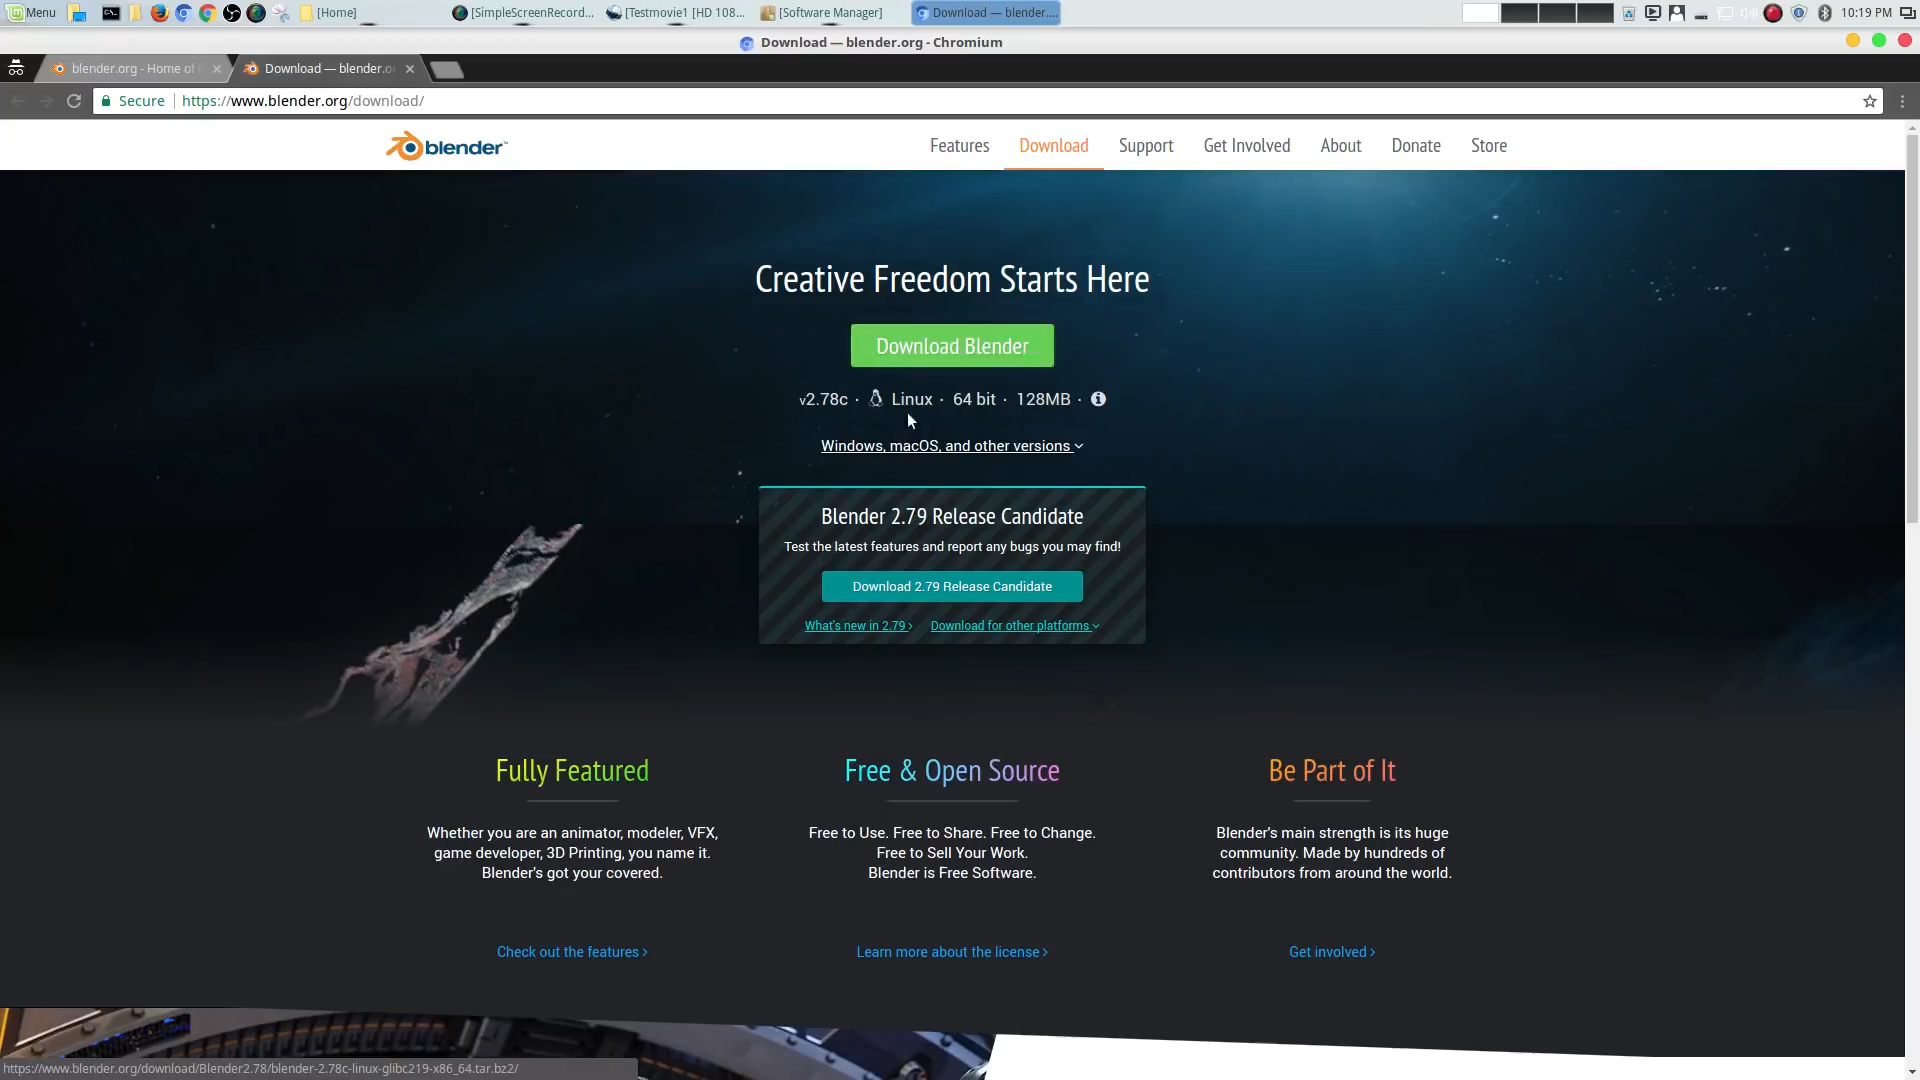 Menu
[Home]
[SimpleScreenRecord...
[Testmovie1 [HD 108...
[Software Manager]
Download — blender....
10:19 PM
Download — blender.org - Chromium
blender.org - Home of
Download — blender.o
Secure
https://www.blender.org/download/
blender™
Features
Download
Support
Get Involved
About
Donate
Store
Creative Freedom Starts Here
Download Blender
v2.78c · Linux · 64 bit · 128MB ·
Windows, macOS, and other versions
Blender 2.79 Release Candidate
Test the latest features and report any bugs you may find!
Download 2.79 Release Candidate
What's new in 2.79 › Download for other platforms
Fully Featured
Whether you are an animator, modeler, VFX,
game developer, 3D Printing, you name it.
Blender's got your covered.
Check out the features ›
Free & Open Source
Free to Use. Free to Share. Free to Change.
Free to Sell Your Work.
Blender is Free Software.
Learn more about the license ›
Be Part of It
Blender's main strength is its huge
community. Made by hundreds of
contributors from around the world.
Get involved ›
https://www.blender.org/download/Blender2.78/blender-2.78c-linux-glibc219-x86_64.tar.bz2/